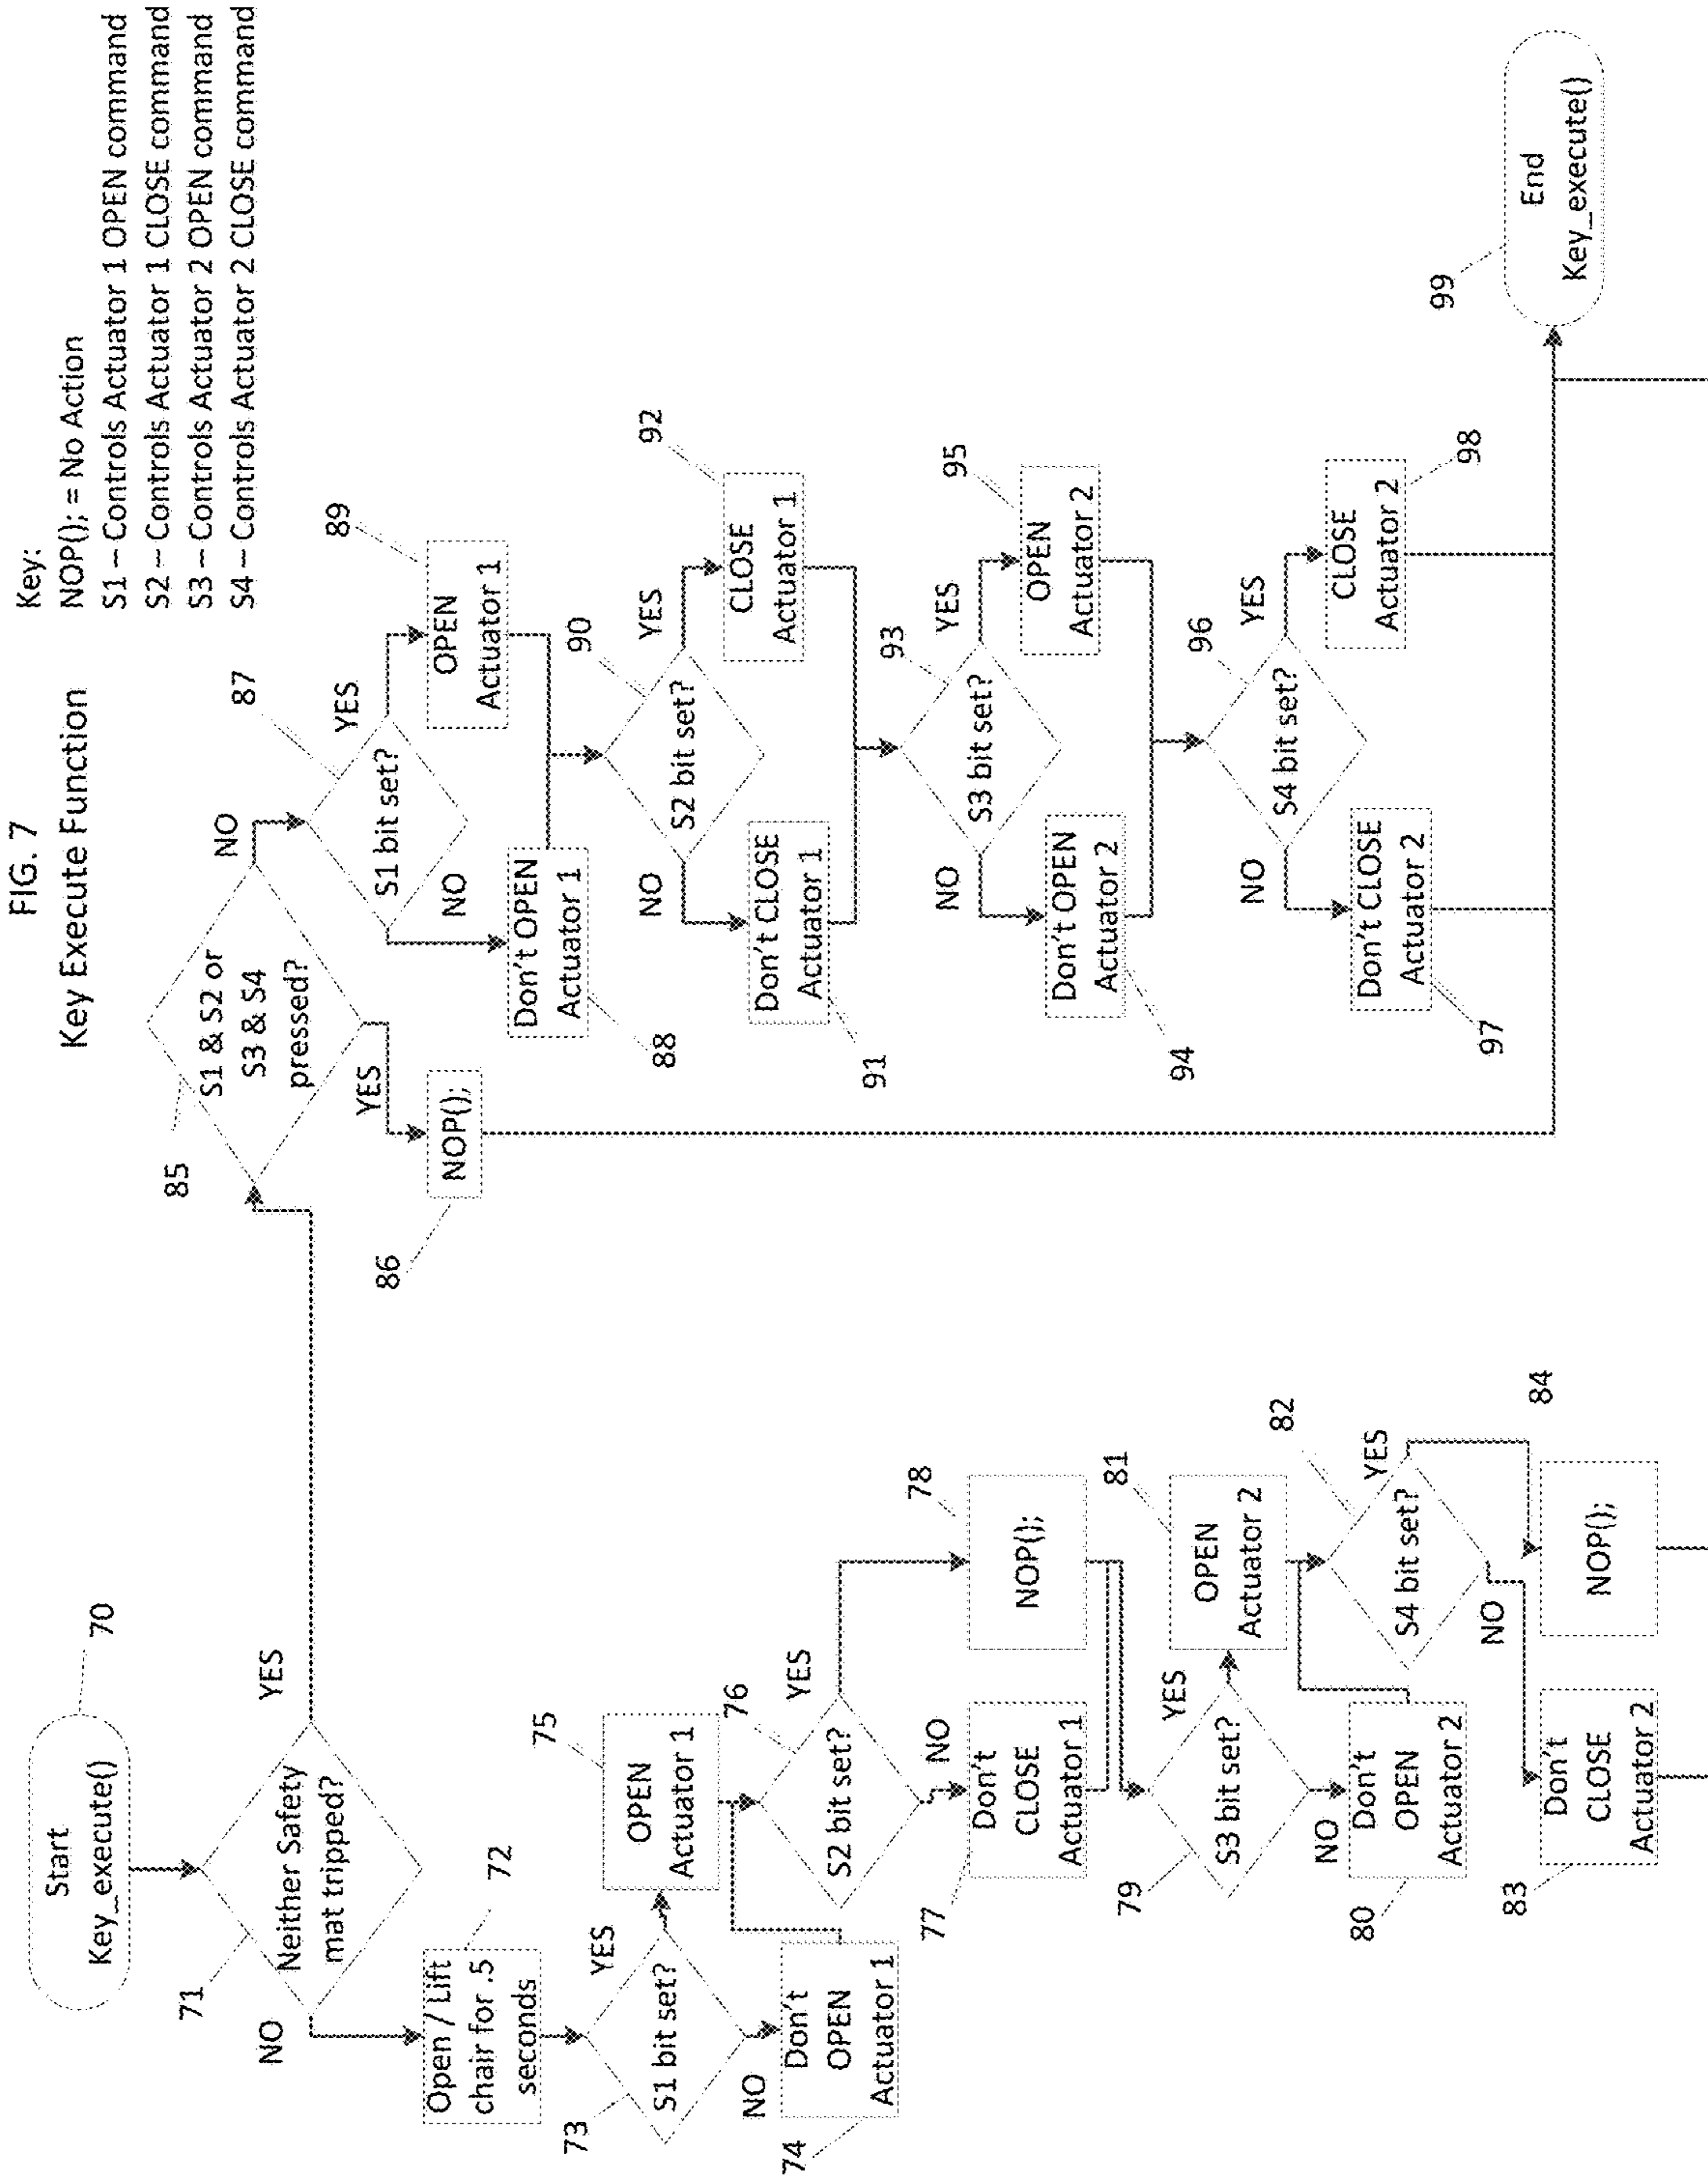 FIG. 7
Key Execute Function
Key:
NOP(); = No Action
S1 – Controls Actuator 1 OPEN command
S2 – Controls Actuator 1 CLOSE command
S3 – Controls Actuator 2 OPEN command
S4 – Controls Actuator 2 CLOSE command
Start
Key_execute()
70
Neither Safety
mat tripped?
71
YES
NO
Open / Lift
chair for .5
seconds
72
S1 bit set?
73
YES
NO
Don't
OPEN
Actuator 1
74
OPEN
Actuator 1
75
S2 bit set?
76
YES
NO
Don't
CLOSE
Actuator 1
77
NOP();
78
S3 bit set?
79
YES
NO
Don't
OPEN
Actuator 2
80
OPEN
Actuator 2
81
S4 bit set?
82
YES
NO
Don't
CLOSE
Actuator 2
83
NOP();
84
S1 & S2 or
S3 & S4
pressed?
85
NO
YES
NOP();
86
S1 bit set?
87
YES
NO
Don't OPEN
Actuator 1
88
OPEN
Actuator 1
89
S2 bit set?
90
YES
NO
Don't CLOSE
Actuator 1
91
CLOSE
Actuator 1
92
S3 bit set?
93
YES
NO
Don't OPEN
Actuator 2
94
OPEN
Actuator 2
95
S4 bit set?
96
YES
NO
Don't CLOSE
Actuator 2
97
CLOSE
Actuator 2
98
End
Key_execute()
99